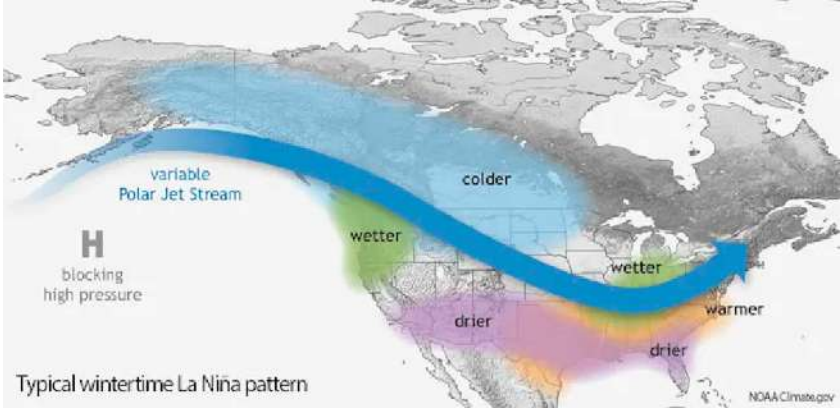 variable
Polar Jet Stream
colder
H
blocking
high pressure
wetter
wetter
warmer
drier
drier
Typical wintertime La Niña pattern
NOAA Climate.gov